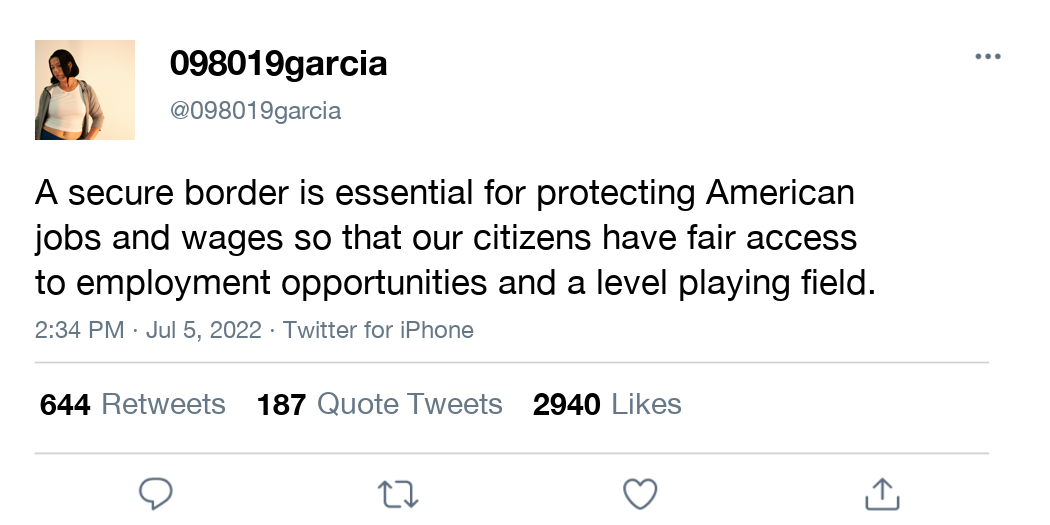 098019garcia
@098019garcia
A secure border is essential for protecting American
jobs and wages so that our citizens have fair access
to employment opportunities and a level playing field.
2:34 PM · Jul 5, 2022 · Twitter for iPhone
644 Retweets 187 Quote Tweets 2940 Likes